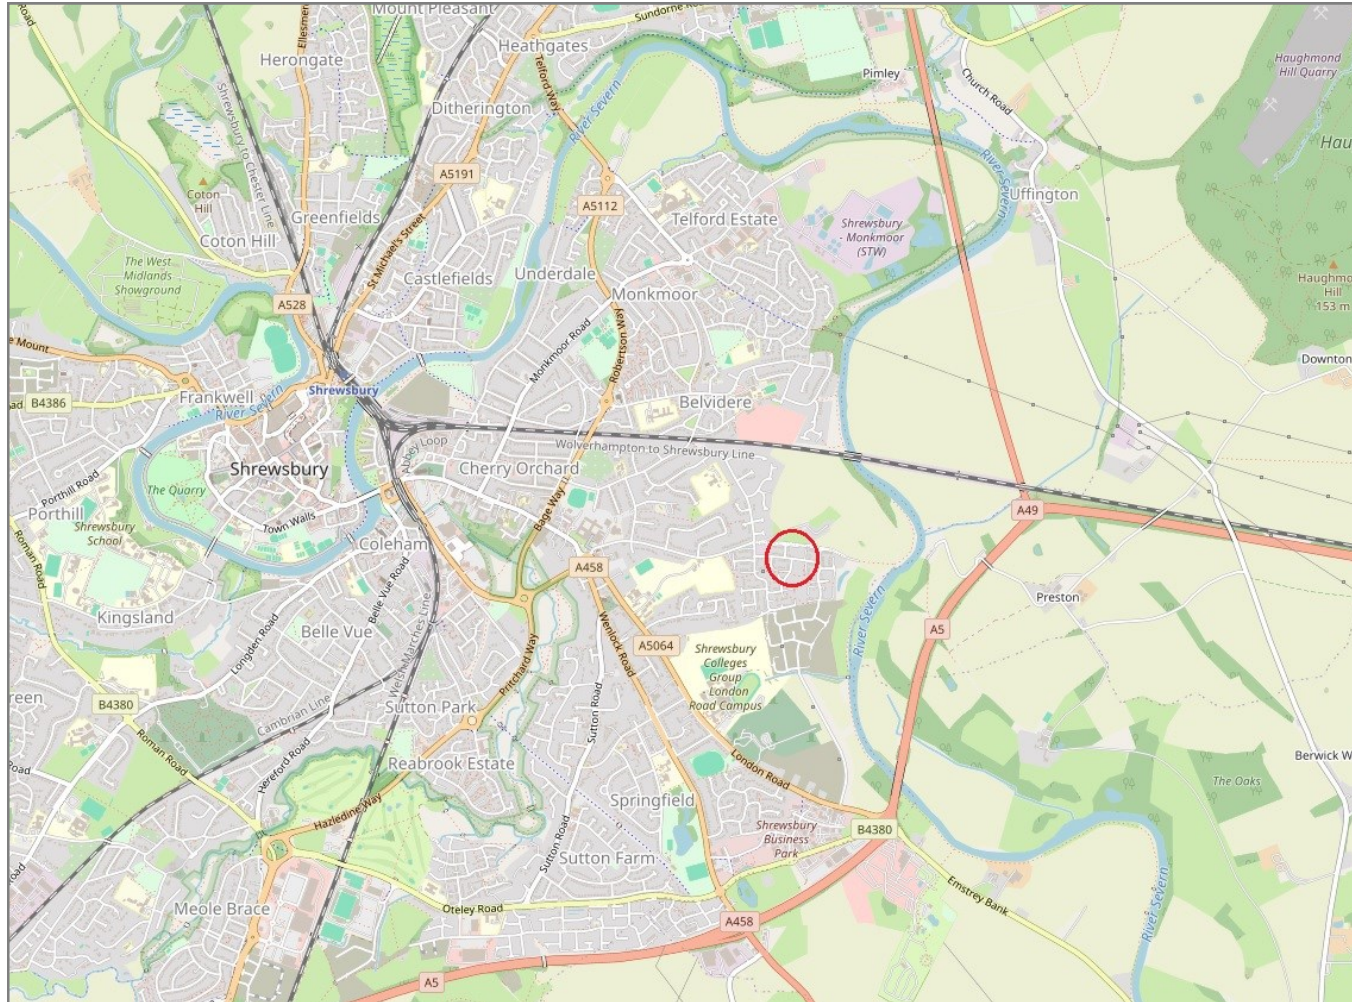 Road
Ellesmer
Mount Pleasant
Sundorne Ro
Heathgates
Herongate
Telford Way
Pimley
Church Road
Haughmond
Hill Quarry
Shrewsbury to Chester Line
Ditherington
River Severn
River Severn
Hau
A5191
Coton
Hill
A5112
Uffington
Greenfields
Telford Estate
Shrewsbury
- Monkmoor
(STW)
Coton Hill
St Michael's Street
The West
Midlands
Showground
Castlefields
Underdale
Monkmoor
Haughmo
Hill
153 m
A528
Robertson Way
Monkmoor Road
e Mount
Downton
Shrewsbury
Frankwell
B4386
ad
River Severn
Belvidere
Abbey Loop
Wolverhampton to Shrewsbury Line
Shrewsbury
Cherry Orchard
Porthill Road
The Quarry
Bage Way
Porthill
Shrewsbury
School
Town Walls
A49
Coleham
Roman Road
Belle Vue Road
A458
Preston
River Severn
Kingsland
Belle Vue
Longden Road
Welsh Marches Line
Wenlock Road
A5
A5064
Shrewsbury
Colleges
Group
London
Road Campus
Pritchard Way
reen
B4380
Sutton Park
Cambrian Line
Sutton Road
Roman Road
Hereford Road
Reabrook Estate
London Road
Berwick W
Road
The Oaks
Hazledine Way
Springfield
Shrewsbury
Business
Park
B4380
Sutton Road
Sutton Farm
Emstrey Bank
Meole Brace
Oteley Road
A458
River Severn
Road
A5